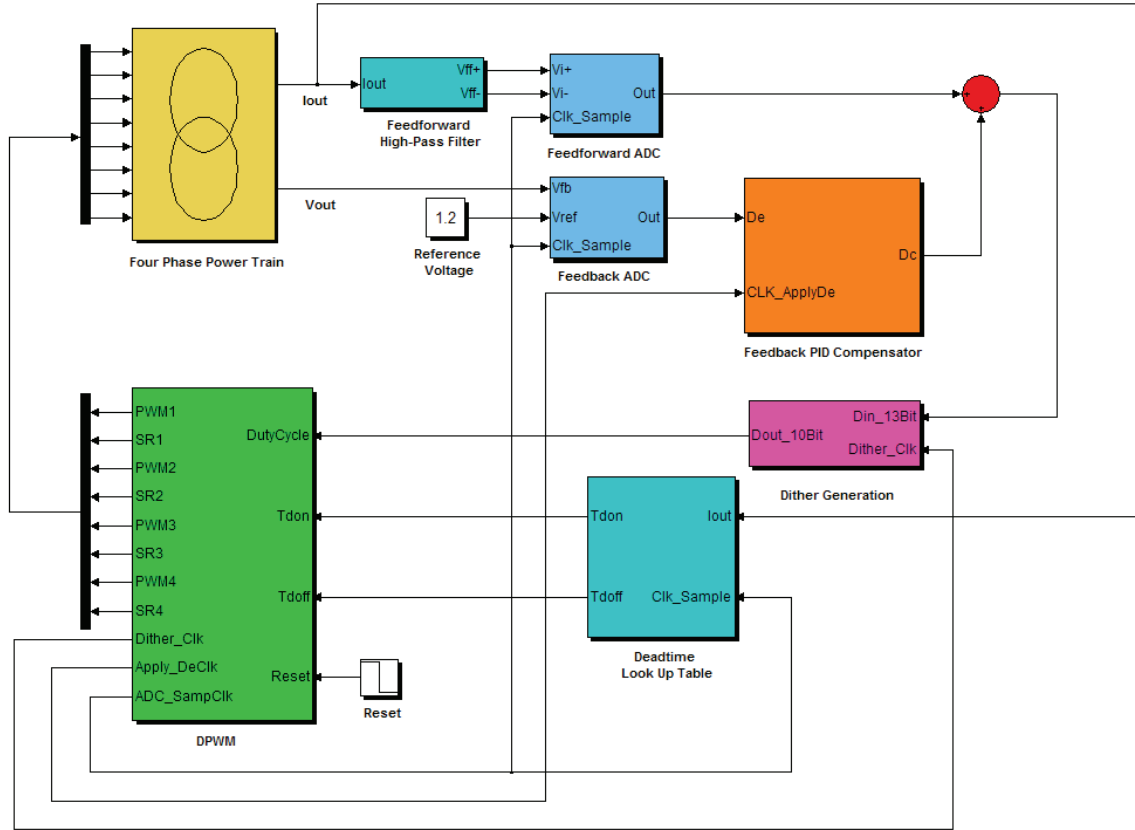 Iout
Vout
Four Phase Power Train
Iout
Vff+
Vff-
Feedforward
High-Pass Filter
Vi+
Vi-
Clk_Sample
Out
Feedforward ADC
1.2
Reference
Voltage
Vfb
Vref
Clk_Sample
Out
Feedback ADC
De
CLK_ApplyDe
Dc
Feedback PID Compensator
+
+
Din_13Bit
Dither_Clk
Dout_10Bit
Dither Generation
PWM1
SR1
PWM2
SR2
PWM3
SR3
PWM4
SR4
Dither_Clk
Apply_DeClk
ADC_SampClk
DutyCycle
Tdon
Tdoff
Reset
DPWM
Reset
Tdon
Tdoff
Iout
Clk_Sample
Deadtime
Look Up Table